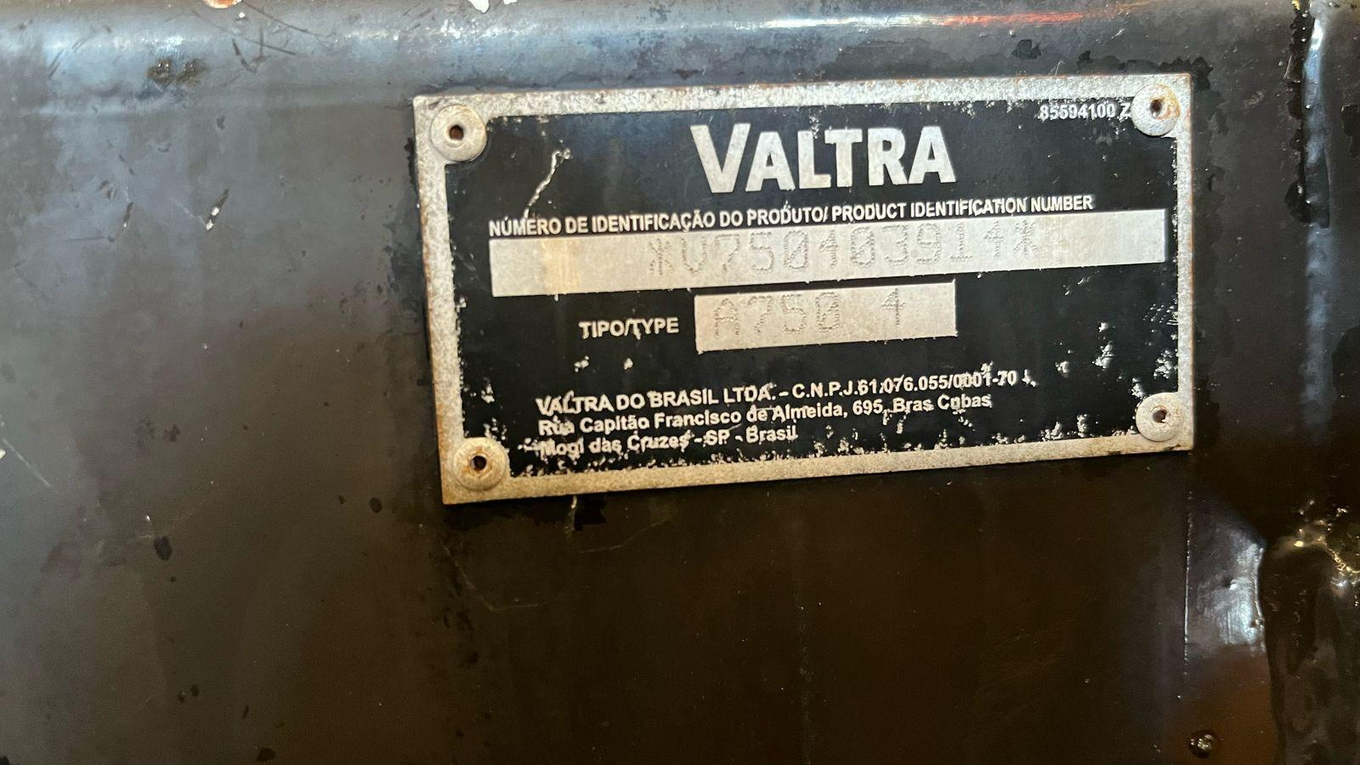 85594100 Z
VALTRA
NÚMERO DE IDENTIFICAÇÃO DO PRODUTO/ PRODUCT IDENTIFICATION NUMBER
*V750403914*
TIPO/TYPE A750 4
VALTRA DO BRASIL LTDA. - C.N.P.J.61.076.055/0001-70
Rua Capitão Francisco de Almeida, 695, Bras Cubas
Mogi das Cruzes - SP - Brasil